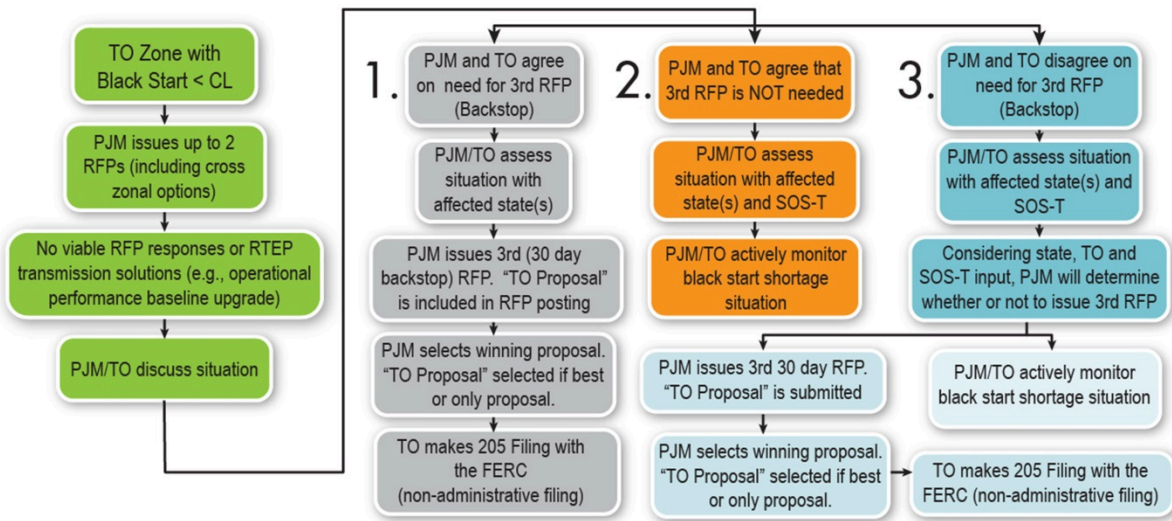 TO Zone with
Black Start < CL
PJM issues up to 2
RFPs (including cross
zonal options)
No viable RFP responses or RTEP
transmission solutions (e.g., operational
performance baseline upgrade)
PJM/TO discuss situation
1.
PJM and TO agree
on need for 3rd RFP
(Backstop)
PJM/TO assess
situation with
affected state(s)
PJM issues 3rd (30 day
backstop) RFP. “TO Proposal”
is included in RFP posting
PJM selects winning proposal.
“TO Proposal” selected if best
or only proposal.
TO makes 205 Filing with
the FERC
(non-administrative filing)
2.
PJM and TO agree that
3rd RFP is NOT needed
PJM/TO assess
situation with affected
state(s) and SOS-T
PJM/TO actively monitor
black start shortage
situation
3.
PJM and TO disagree on
need for 3rd RFP
(Backstop)
PJM/TO assess situation
with affected state(s) and
SOS-T
Considering state, TO and
SOS-T input, PJM will determine
whether or not to issue 3rd RFP
PJM issues 3rd 30 day RFP.
“TO Proposal” is submitted
PJM selects winning proposal.
“TO Proposal” selected if best
or only proposal.
TO makes 205 Filing with the
FERC (non-administrative filing)
PJM/TO actively monitor
black start shortage situation